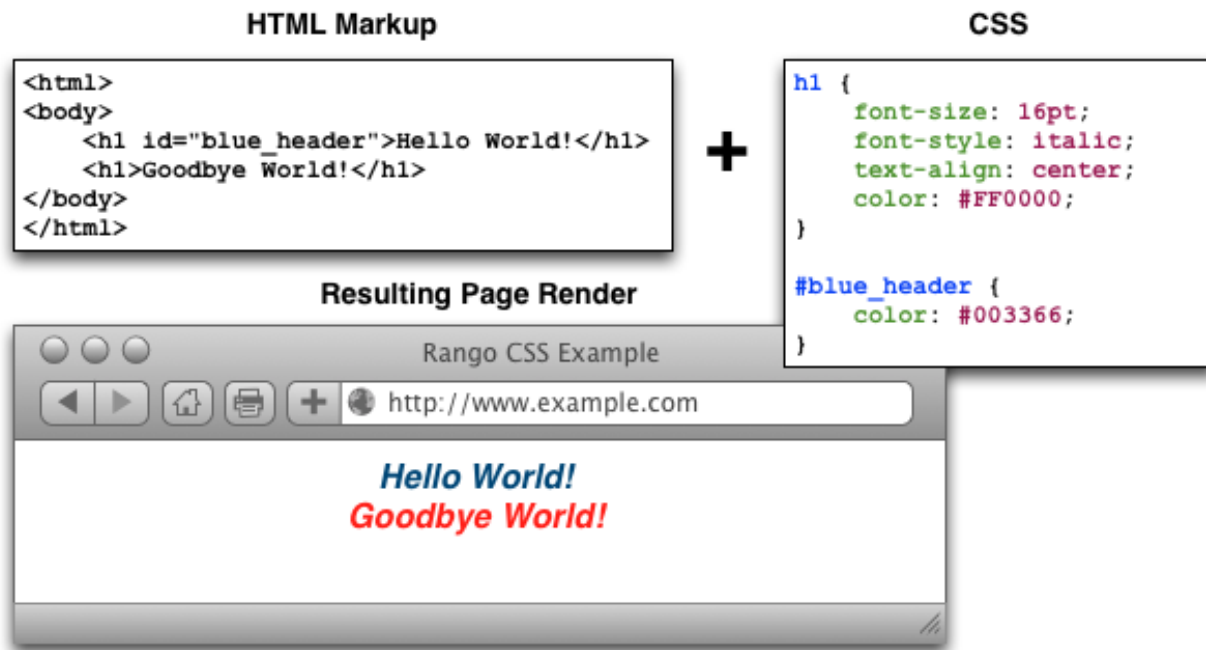 HTML Markup
<html>
<body>
    <h1 id="blue_header">Hello World!</h1>
    <h1>Goodbye World!</h1>
</body>
</html>
CSS
h1 {
    font-size: 16pt;
    font-style: italic;
    text-align: center;
    color: #FF0000;
}
#blue_header {
    color: #003366;
}
Resulting Page Render
Rango CSS Example
http://www.example.com
Hello World!
Goodbye World!